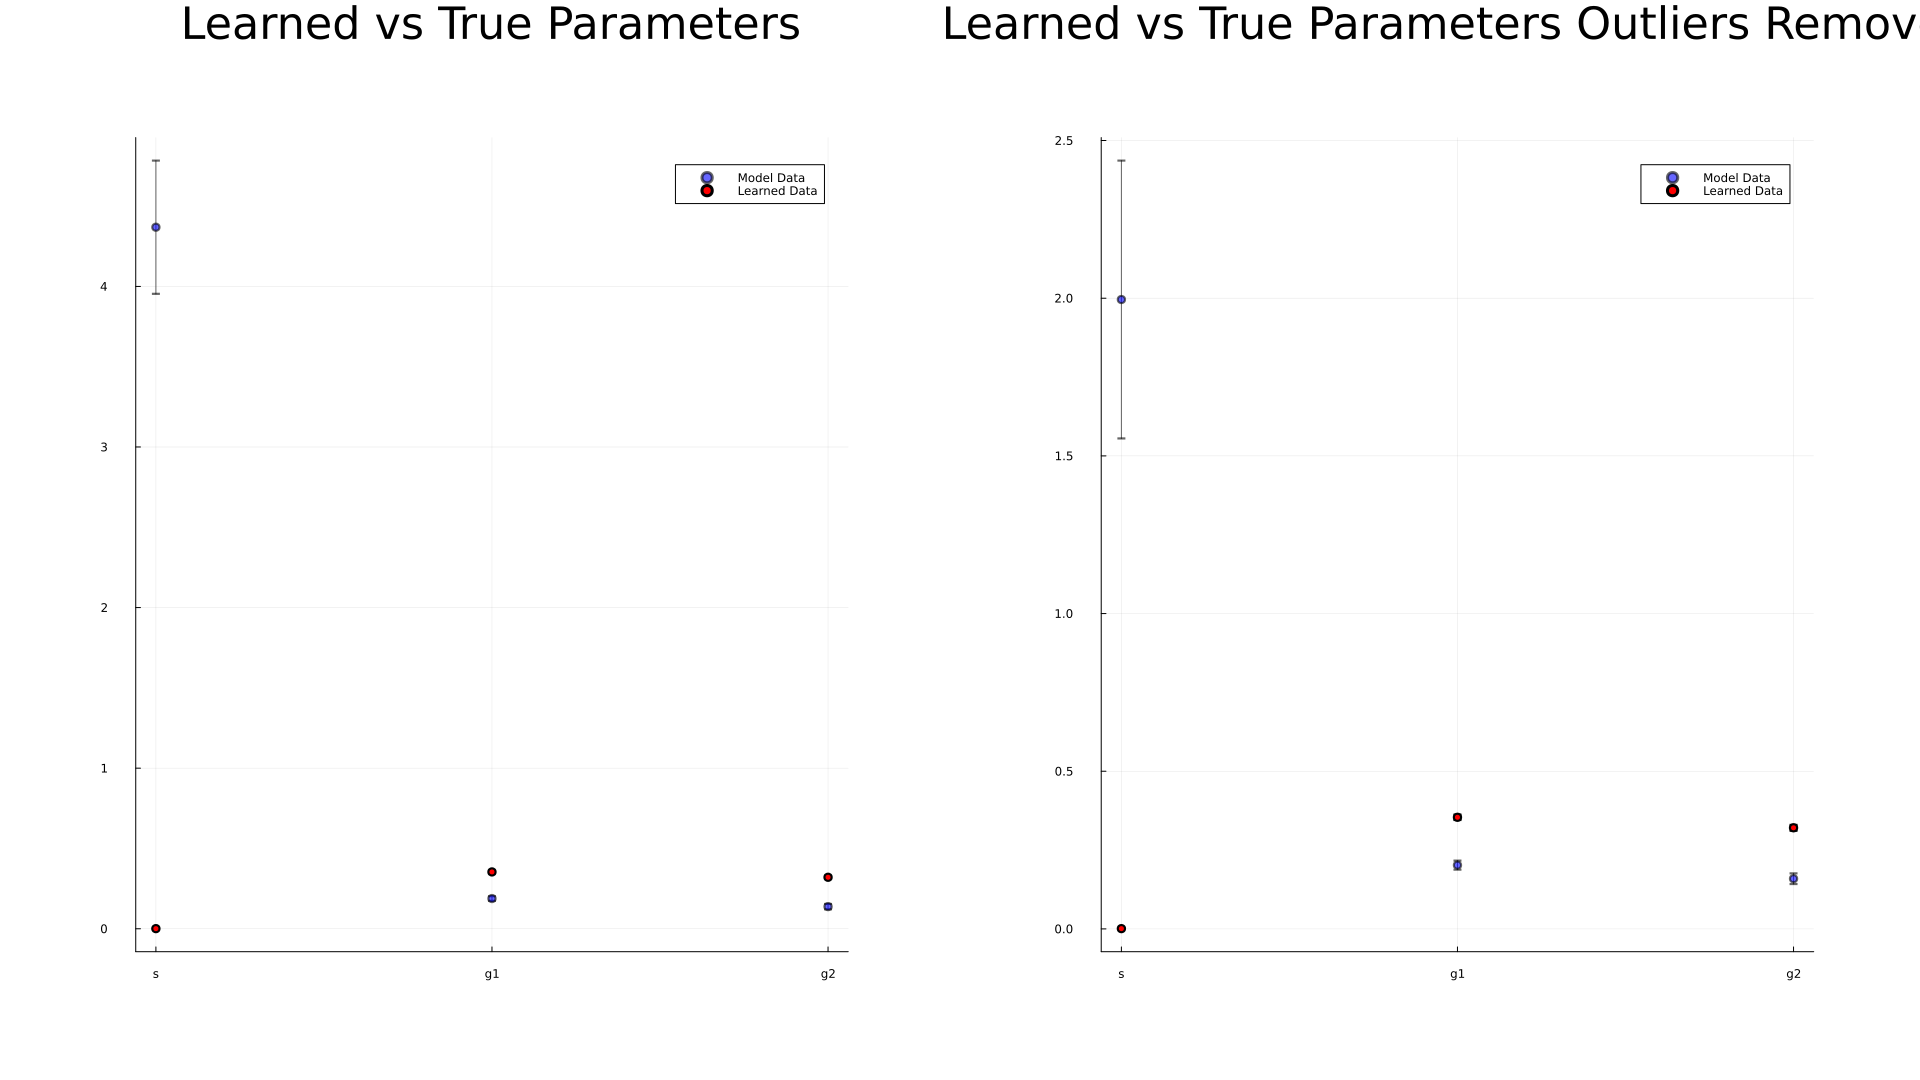 Learned vs True Parameters
Model Data
Learned Data
4
3
2
1
0
s g1 g2
Learned vs True Parameters Outliers Remov
Model Data
Learned Data
2.5
2.0
1.5
1.0
0.5
0.0
s g1 g2